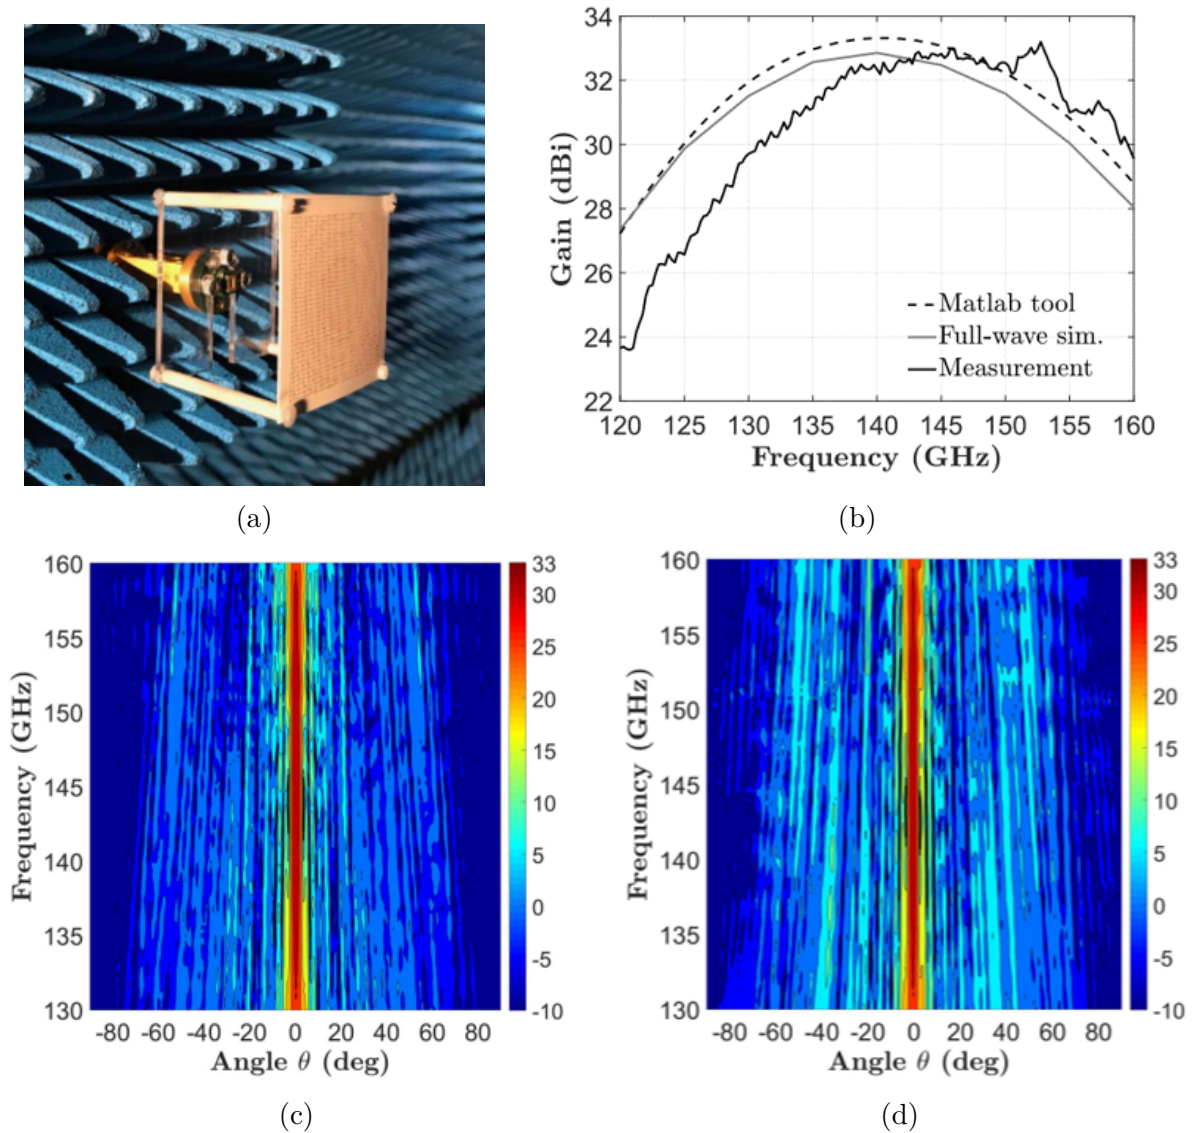 34
32
30
28
26
24
22
Gain (dBi)
Matlab tool
Full-wave sim.
Measurement
120 125 130 135 140 145 150 155 160
Frequency (GHz)
(a)
(b)
160
155
150
145
140
135
130
Frequency (GHz)
-80 -60 -40 -20 0 20 40 60 80
Angle θ (deg)
33
30
25
20
15
10
5
0
-5
-10
(c)
160
155
150
145
140
135
130
Frequency (GHz)
-80 -60 -40 -20 0 20 40 60 80
Angle θ (deg)
33
30
25
20
15
10
5
0
-5
-10
(d)